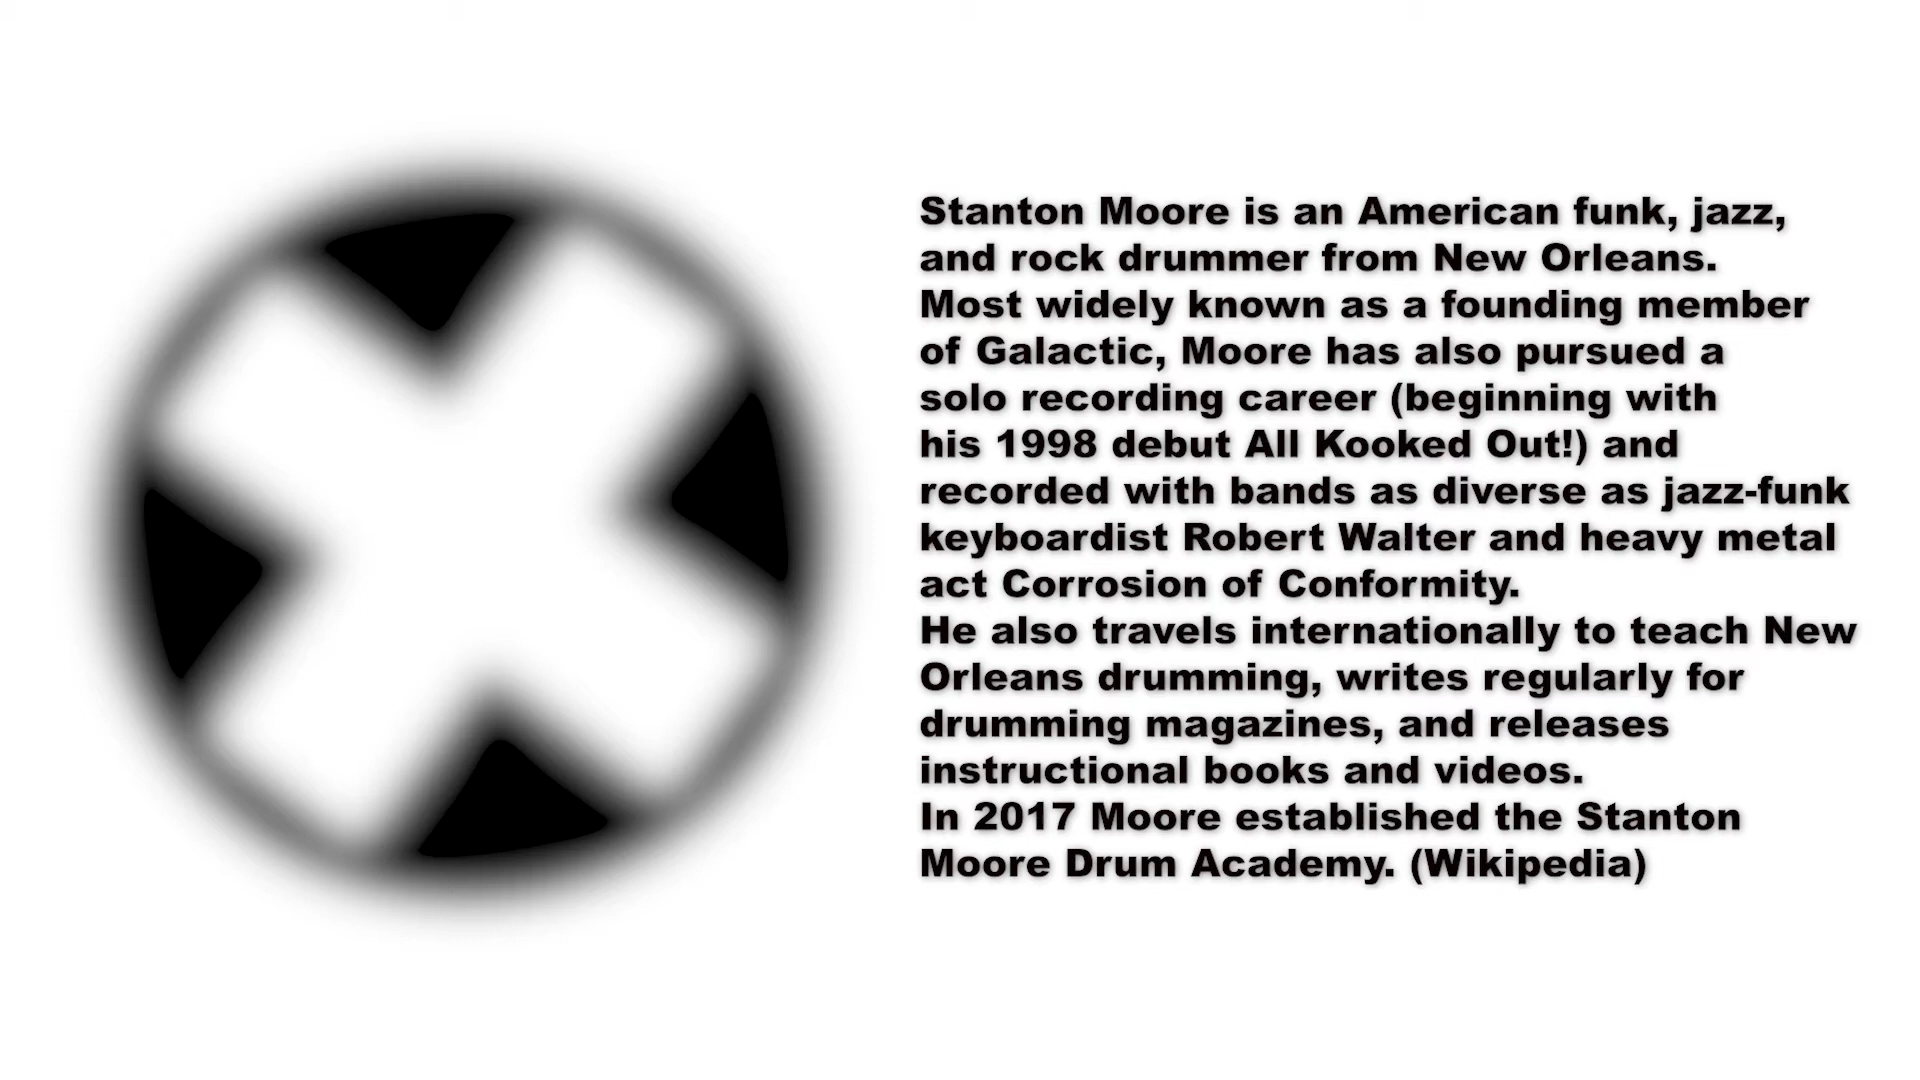 Stanton Moore is an American funk, jazz,
and rock drummer from New Orleans.
Most widely known as a founding member
of Galactic, Moore has also pursued a
solo recording career (beginning with
his 1998 debut All Kooked Out!) and
recorded with bands as diverse as jazz-funk
keyboardist Robert Walter and heavy metal
act Corrosion of Conformity.
He also travels internationally to teach New
Orleans drumming, writes regularly for
drumming magazines, and releases
instructional books and videos.
In 2017 Moore established the Stanton
Moore Drum Academy. (Wikipedia)